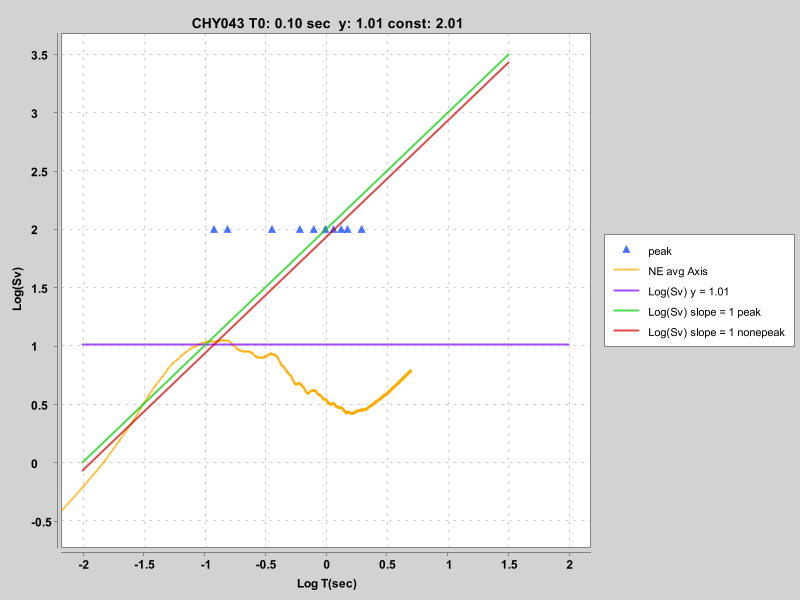 CHY043 T0: 0.10 sec  y: 1.01 const: 2.01
3.5
3
2.5
2
1.5
1
0.5
0
-0.5
Log(Sv)
-2 -1.5 -1 -0.5 0 0.5 1 1.5 2
Log T(sec)
peak
NE avg Axis
Log(Sv) y = 1.01
Log(Sv) slope = 1 peak
Log(Sv) slope = 1 nonepeak